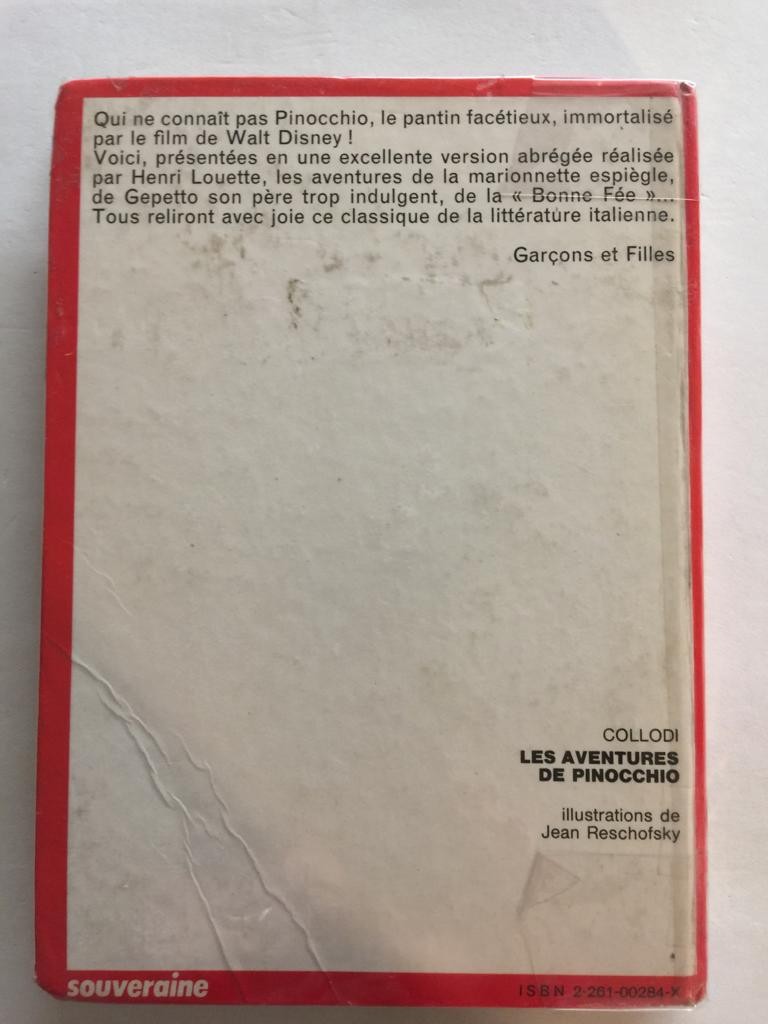 Qui ne connaît pas Pinocchio, le pantin facétieux, immortalisé
par le film de Walt Disney !
Voici, présentées en une excellente version abrégée réalisée
par Henri Louette, les aventures de la marionnette espiègle,
de Gepetto son père trop indulgent, de la « Bonne Fée »...
Tous reliront avec joie ce classique de la littérature italienne.
Garçons et Filles
COLLODI
LES AVENTURES
DE PINOCCHIO
illustrations de
Jean Reschofsky
souveraine
ISBN 2-261-00284-X